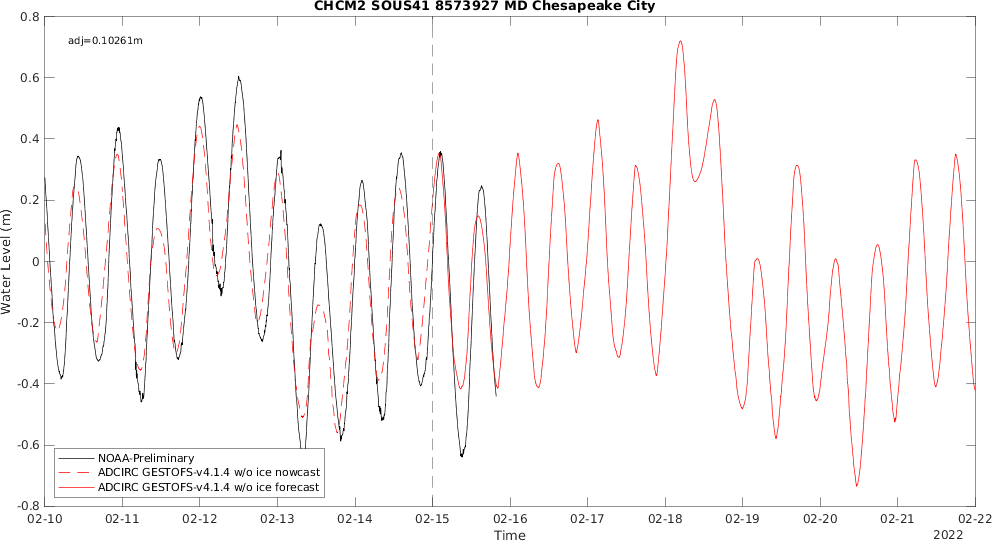 CHCM2 SOUS41 8573927 MD Chesapeake City
adj=0.10261m
0.8
0.6
0.4
0.2
0
-0.2
-0.4
-0.6
-0.8
Water Level (m)
NOAA-Preliminary
ADCIRC GESTOFS-v4.1.4 w/o ice nowcast
ADCIRC GESTOFS-v4.1.4 w/o ice forecast
02-10 02-11 02-12 02-13 02-14 02-15 02-16 02-17 02-18 02-19 02-20 02-21 02-22
Time
2022